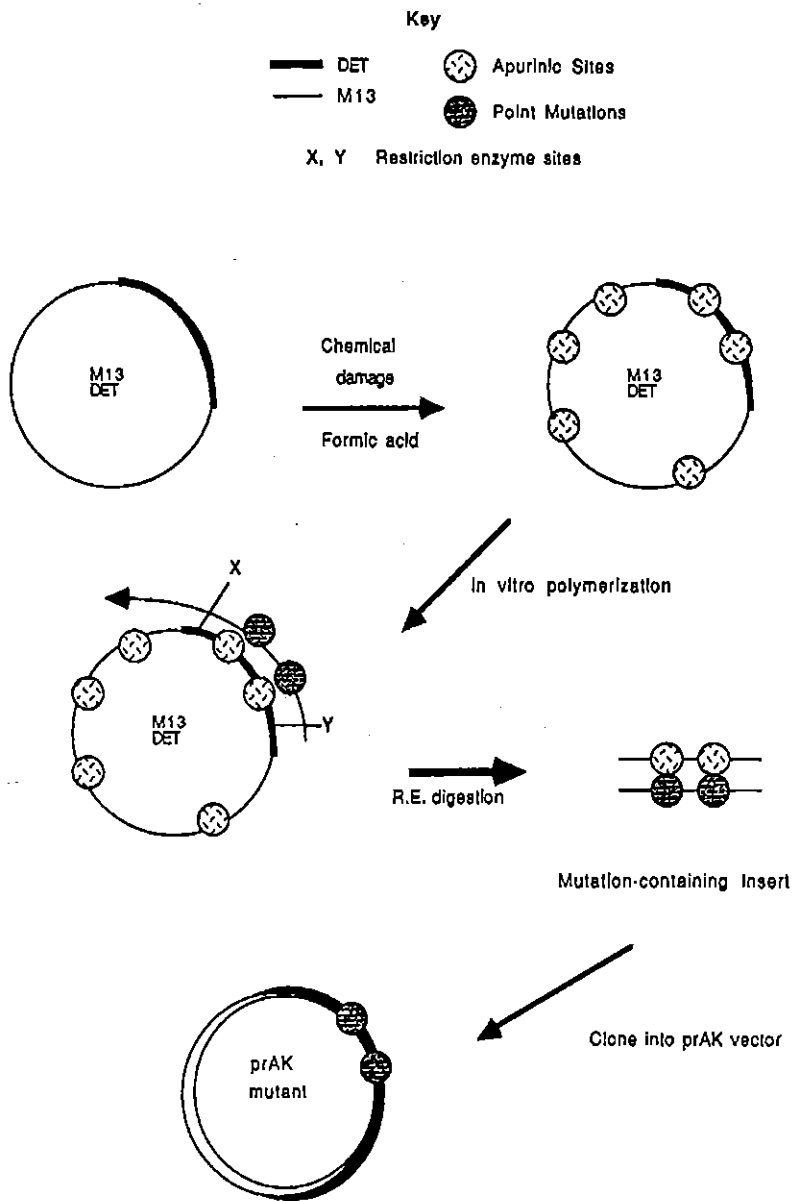 Key
DET
Apurinic Sites
M13
Point Mutations
X, Y Restriction enzyme sites
M13
DET
Chemical
damage
Formic acid
M13
DET
In vitro polymerization
X
M13
DET
Y
R.E. digestion
Mutation-containing Insert
Clone into prAK vector
prAK
mutant